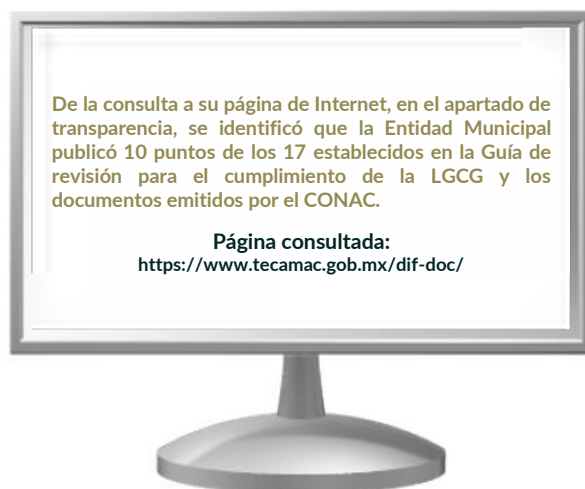 De la consulta a su página de Internet, en el apartado de
transparencia, se identificó que la Entidad Municipal
publicó 10 puntos de los 17 establecidos en la Guía de
revisión para el cumplimiento de la LGCG y los
documentos emitidos por el CONAC.
Página consultada:
https://www.tecamac.gob.mx/dif-doc/